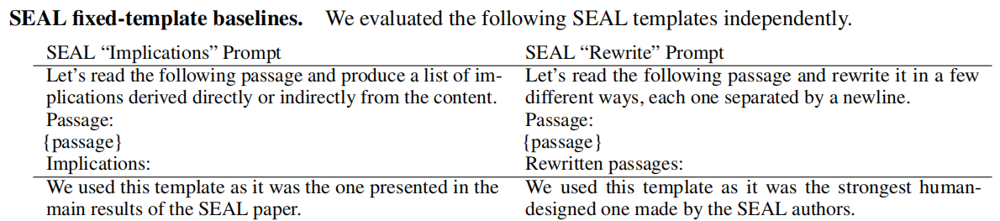 SEAL fixed-template baselines. We evaluated the following SEAL templates independently.
SEAL “Implications” Prompt
Let’s read the following passage and produce a list of im-
plications derived directly or indirectly from the content.
Passage:
{passage}
Implications:
We used this template as it was the one presented in the
main results of the SEAL paper.
SEAL “Rewrite” Prompt
Let’s read the following passage and rewrite it in a few
different ways, each one separated by a newline.
Passage:
{passage}
Rewritten passages:
We used this template as it was the strongest human-
designed one made by the SEAL authors.